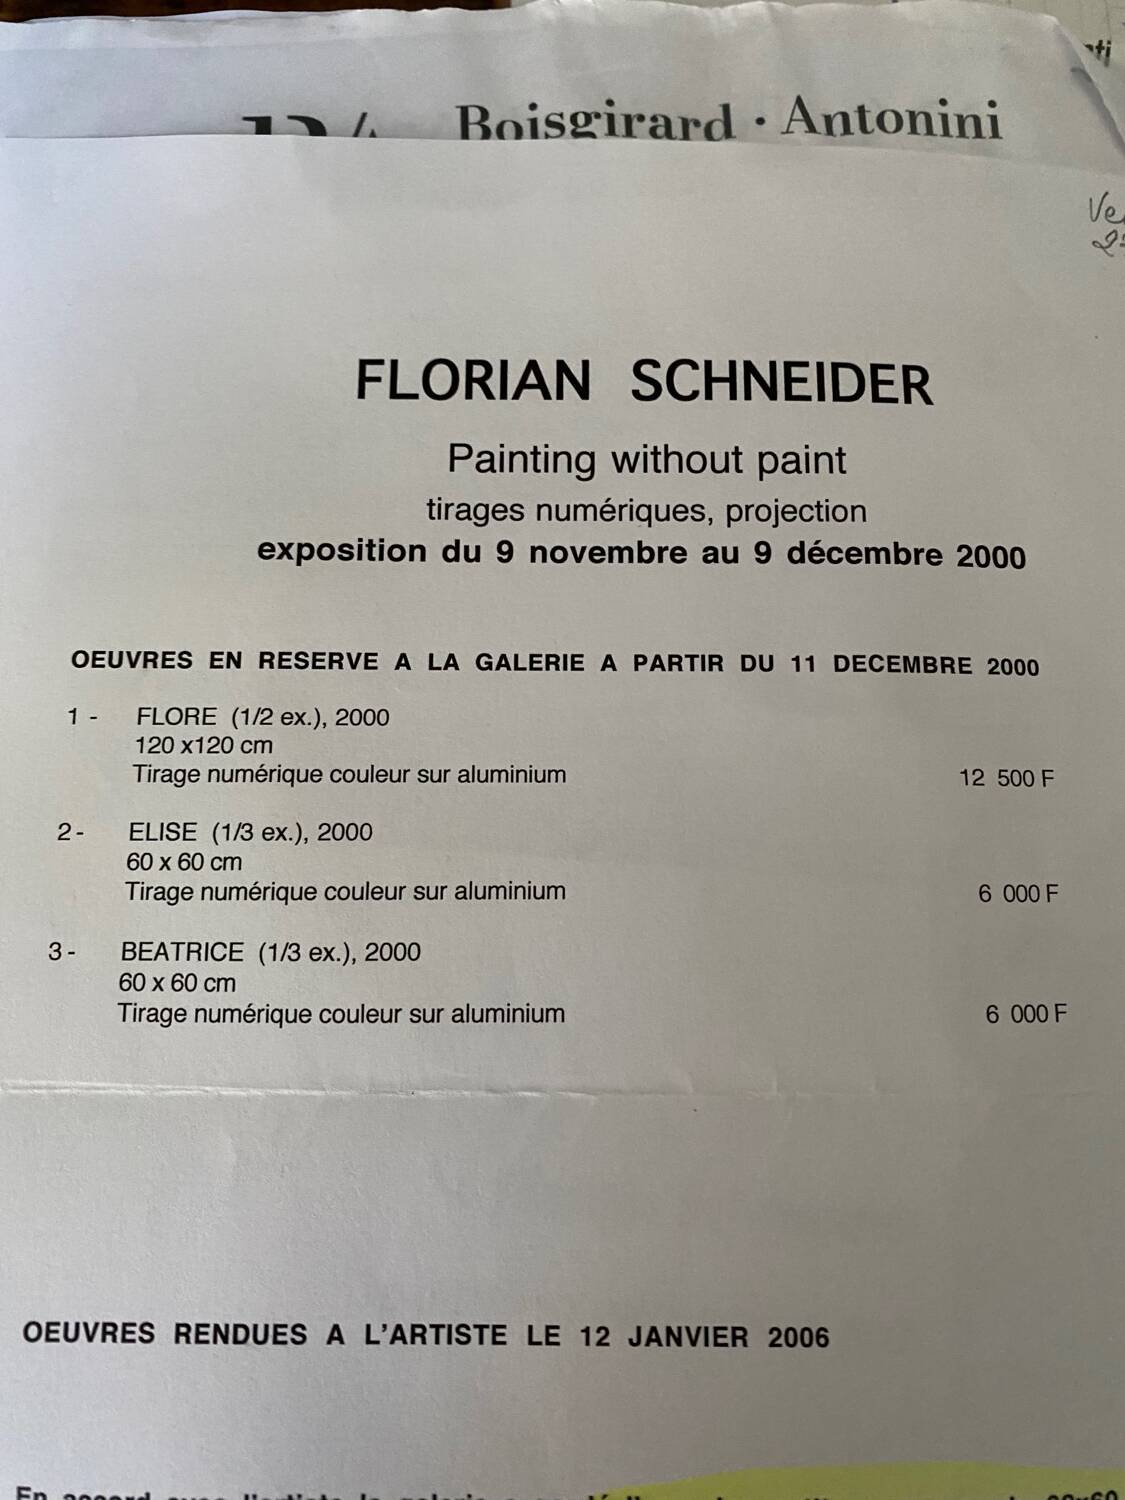 Boisgirard · Antonini
FLORIAN SCHNEIDER
Painting without paint
tirages numériques, projection
exposition du 9 novembre au 9 décembre 2000
OEUVRES EN RESERVE A LA GALERIE A PARTIR DU 11 DECEMBRE 2000
1 - FLORE (1/2 ex.), 2000
120 x120 cm
Tirage numérique couleur sur aluminium 12 500 F
2 - ELISE (1/3 ex.), 2000
60 x 60 cm
Tirage numérique couleur sur aluminium 6 000 F
3 - BEATRICE (1/3 ex.), 2000
60 x 60 cm
Tirage numérique couleur sur aluminium 6 000 F
OEUVRES RENDUES A L'ARTISTE LE 12 JANVIER 2006